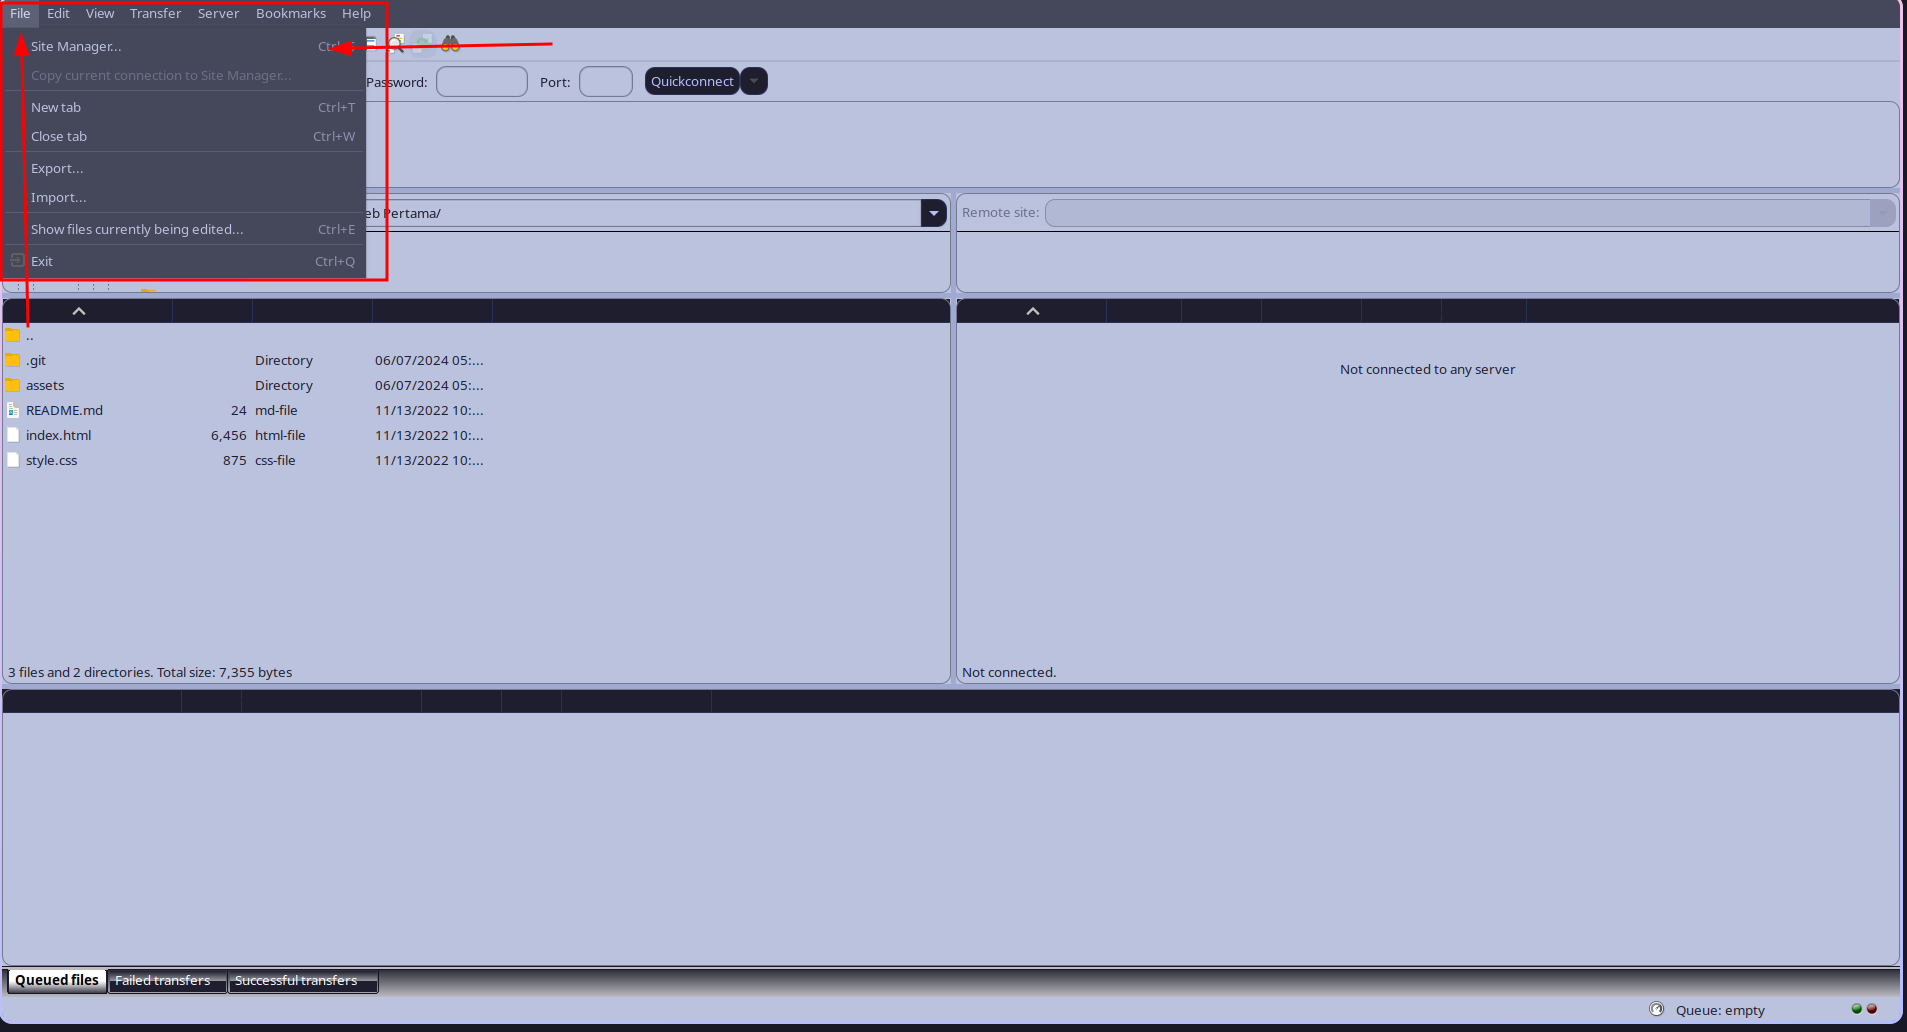 File Edit View Transfer Server Bookmarks Help
Site Manager...
Copy current connection to Site Manager...
Password: Port: Quickconnect
New tab Ctrl+T
Close tab Ctrl+W
Export...
Import...
Pertama/
Remote site:
Show files currently being edited... Ctrl+E
Exit Ctrl+Q
..
.git Directory 06/07/2024 05:...
assets Directory 06/07/2024 05:...
README.md 24 md-file 11/13/2022 10:...
index.html 6,456 html-file 11/13/2022 10:...
style.css 875 css-file 11/13/2022 10:...
3 files and 2 directories. Total size: 7,355 bytes
Not connected to any server
Not connected.
Queued files Failed transfers Successful transfers
Queue: empty